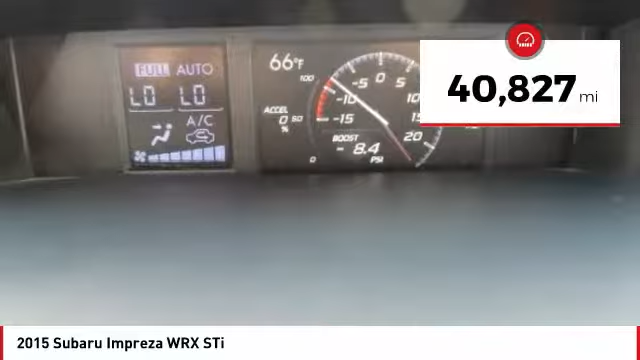 FULL AUTO
LO LO
A/C
66°F
100
ACCEL
0 50
%
0
-15
-10
-5
0
5
10
15
20
BOOST
- 8.4
PSI
40,827 mi
2015 Subaru Impreza WRX STi